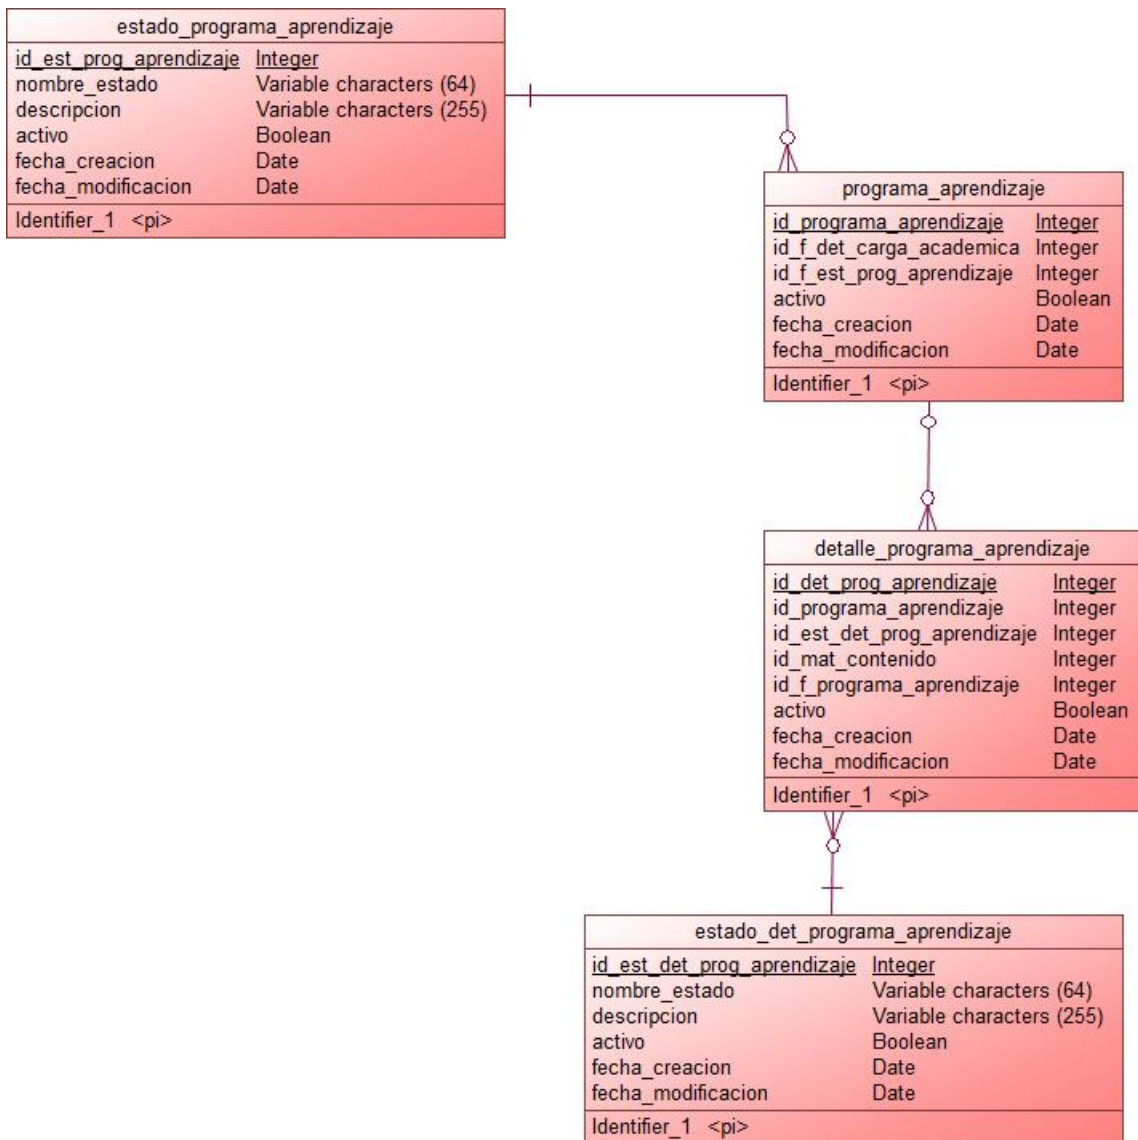 estado_programa_aprendizaje
id_est_prog_aprendizaje Integer
nombre_estado Variable characters (64)
descripcion Variable characters (255)
activo Boolean
fecha_creacion Date
fecha_modificacion Date
Identifier_1 <pi>
programa_aprendizaje
id_programa_aprendizaje Integer
id_f_det_carga_academica Integer
id_f_est_prog_aprendizaje Integer
activo Boolean
fecha_creacion Date
fecha_modificacion Date
Identifier_1 <pi>
detalle_programa_aprendizaje
id_det_prog_aprendizaje Integer
id_programa_aprendizaje Integer
id_est_det_prog_aprendizaje Integer
id_mat_contenido Integer
id_f_programa_aprendizaje Integer
activo Boolean
fecha_creacion Date
fecha_modificacion Date
Identifier_1 <pi>
estado_det_programa_aprendizaje
id_est_det_prog_aprendizaje Integer
nombre_estado Variable characters (64)
descripcion Variable characters (255)
activo Boolean
fecha_creacion Date
fecha_modificacion Date
Identifier_1 <pi>